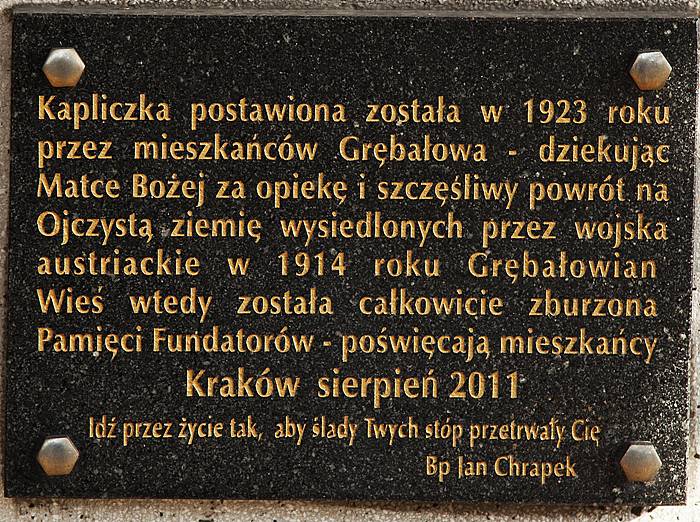 Kapliczka postawiona została w 1923 roku
przez mieszkańców Grębałowa - dziekując
Matce Bożej za opiekę i szczęśliwy powrót na
Ojczystą ziemię wysiedlonych przez wojska
austriackie w 1914 roku Grębałowian
Wieś wtedy została całkowicie zburzona
Pamięci Fundatorów - poświęcają mieszkańcy
Kraków sierpień 2011
Idź przez życie tak, aby ślady Twych stóp przetrwały Cię
Bp Jan Chrapek